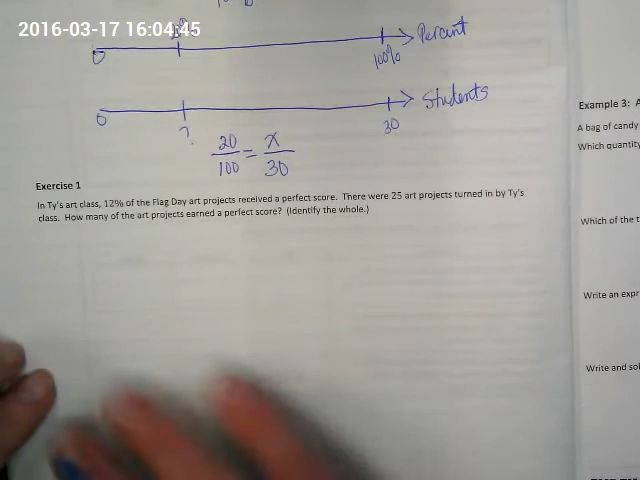 2016-03-17 16:04:45
0 100% Percent
0 ? 30 Students
20/100 = x/30
Exercise 1
In Ty's art class, 12% of the Flag Day art projects received a perfect score. There were 25 art projects turned in by Ty's
class. How many of the art projects earned a perfect score? (Identify the whole.)
Example 3: A
A bag of candy
Which quantity
Which of the t
Write an expr
Write and sol